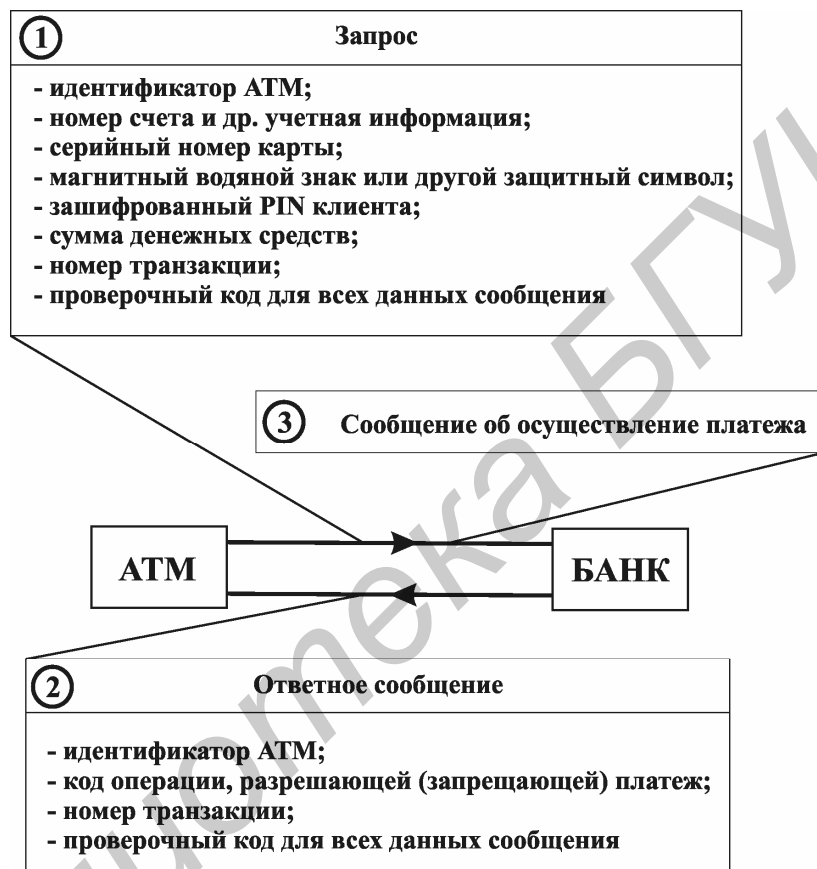 1 Запрос
- идентификатор АТМ;
- номер счета и др. учетная информация;
- серийный номер карты;
- магнитный водяной знак или другой защитный символ;
- зашифрованный PIN клиента;
- сумма денежных средств;
- номер транзакции;
- проверочный код для всех данных сообщения
3 Сообщение об осуществление платежа
АТМ
БАНК
2 Ответное сообщение
- идентификатор АТМ;
- код операции, разрешающей (запрещающей) платеж;
- номер транзакции;
- проверочный код для всех данных сообщения